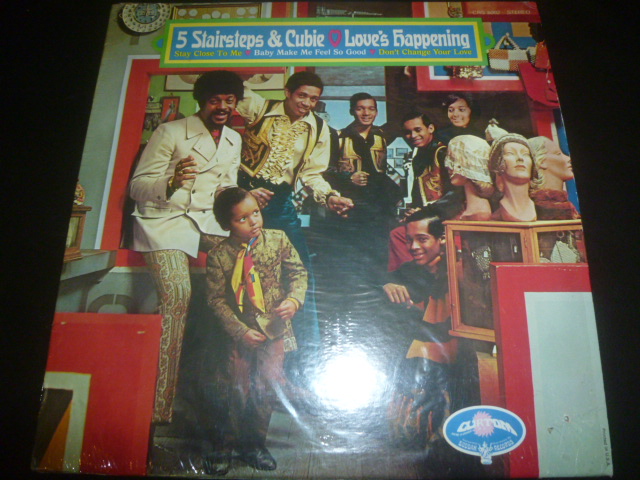 5 Stairsteps & Cubie Love's Happening
Stay Close To Me Baby Make Me Feel So Good Don't Change Your Love
STEREO
CURTOM